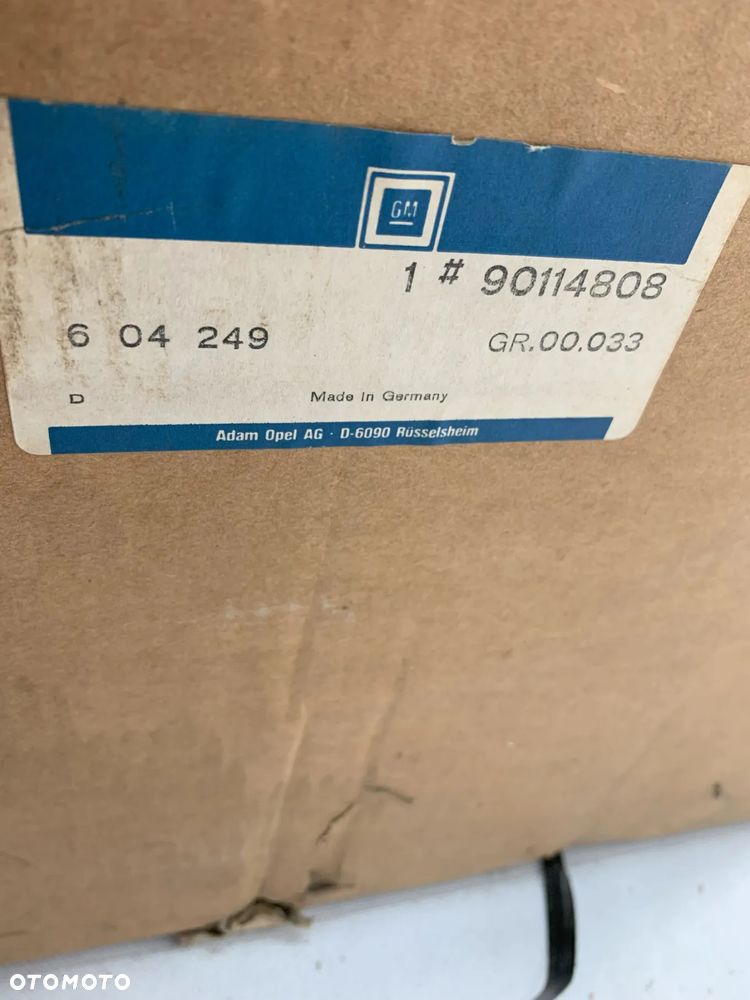 GM
1 # 90114808
6 04 249 GR.00.033
D Made in Germany
Adam Opel AG · D-6090 Rüsselsheim
OTOMOTO